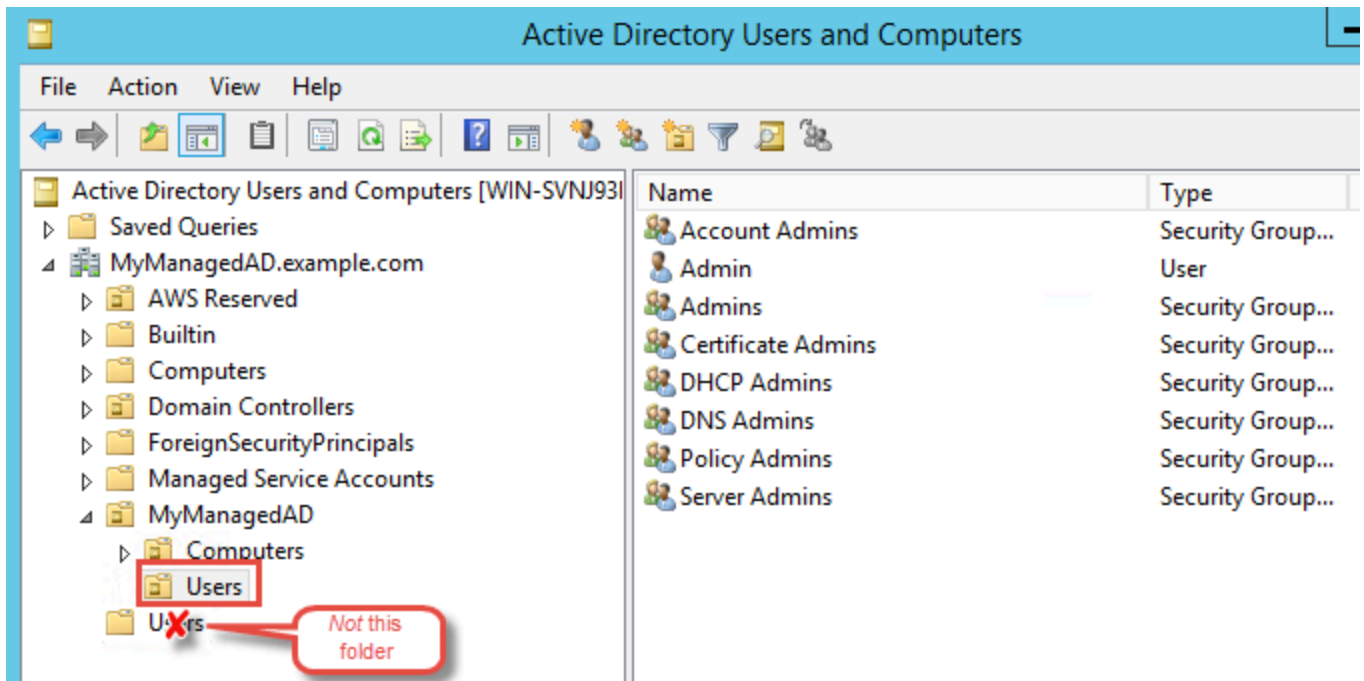 Active Directory Users and Computers
File Action View Help
Active Directory Users and Computers [WIN-SVNJ93I
Saved Queries
MyManagedAD.example.com
AWS Reserved
Builtin
Computers
Domain Controllers
ForeignSecurityPrincipals
Managed Service Accounts
MyManagedAD
Computers
Users
Users
Not this
folder
Name Type
Account Admins Security Group...
Admin User
Admins Security Group...
Certificate Admins Security Group...
DHCP Admins Security Group...
DNS Admins Security Group...
Policy Admins Security Group...
Server Admins Security Group...